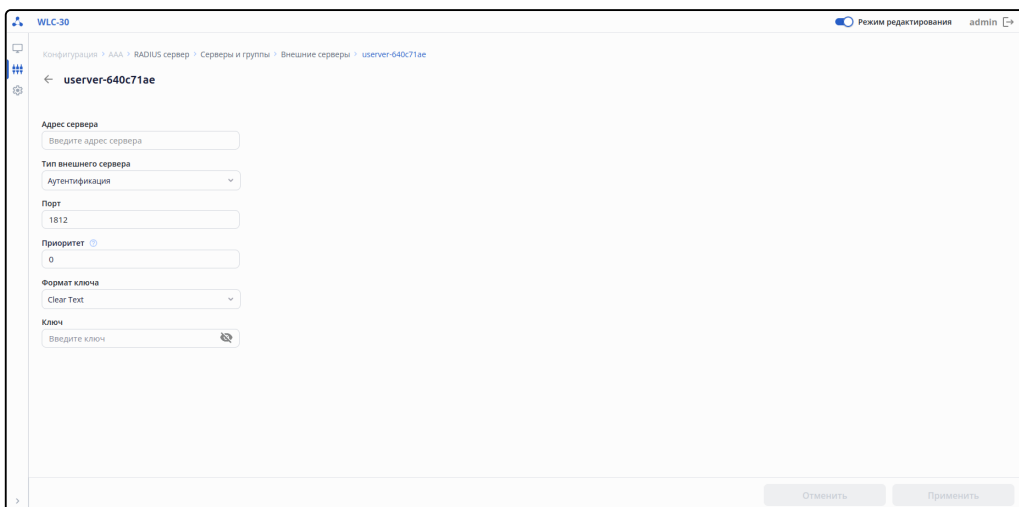 WLC-30
Режим редактирования
admin
Конфигурация > AAA > RADIUS сервер > Серверы и группы > Внешние серверы > userver-640c71ae
userver-640c71ae
Адрес сервера
Введите адрес сервера
Тип внешнего сервера
Аутентификация
Порт
1812
Приоритет
0
Формат ключа
Clear Text
Ключ
Введите ключ
Отменить
Применить